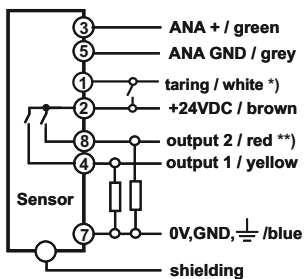 3 ANA + / green
5 ANA GND / grey
1 taring / white *)
2 +24VDC / brown
8 output 2 / red **)
4 output 1 / yellow
Sensor
7 0V,GND, ⏚ /blue
shielding